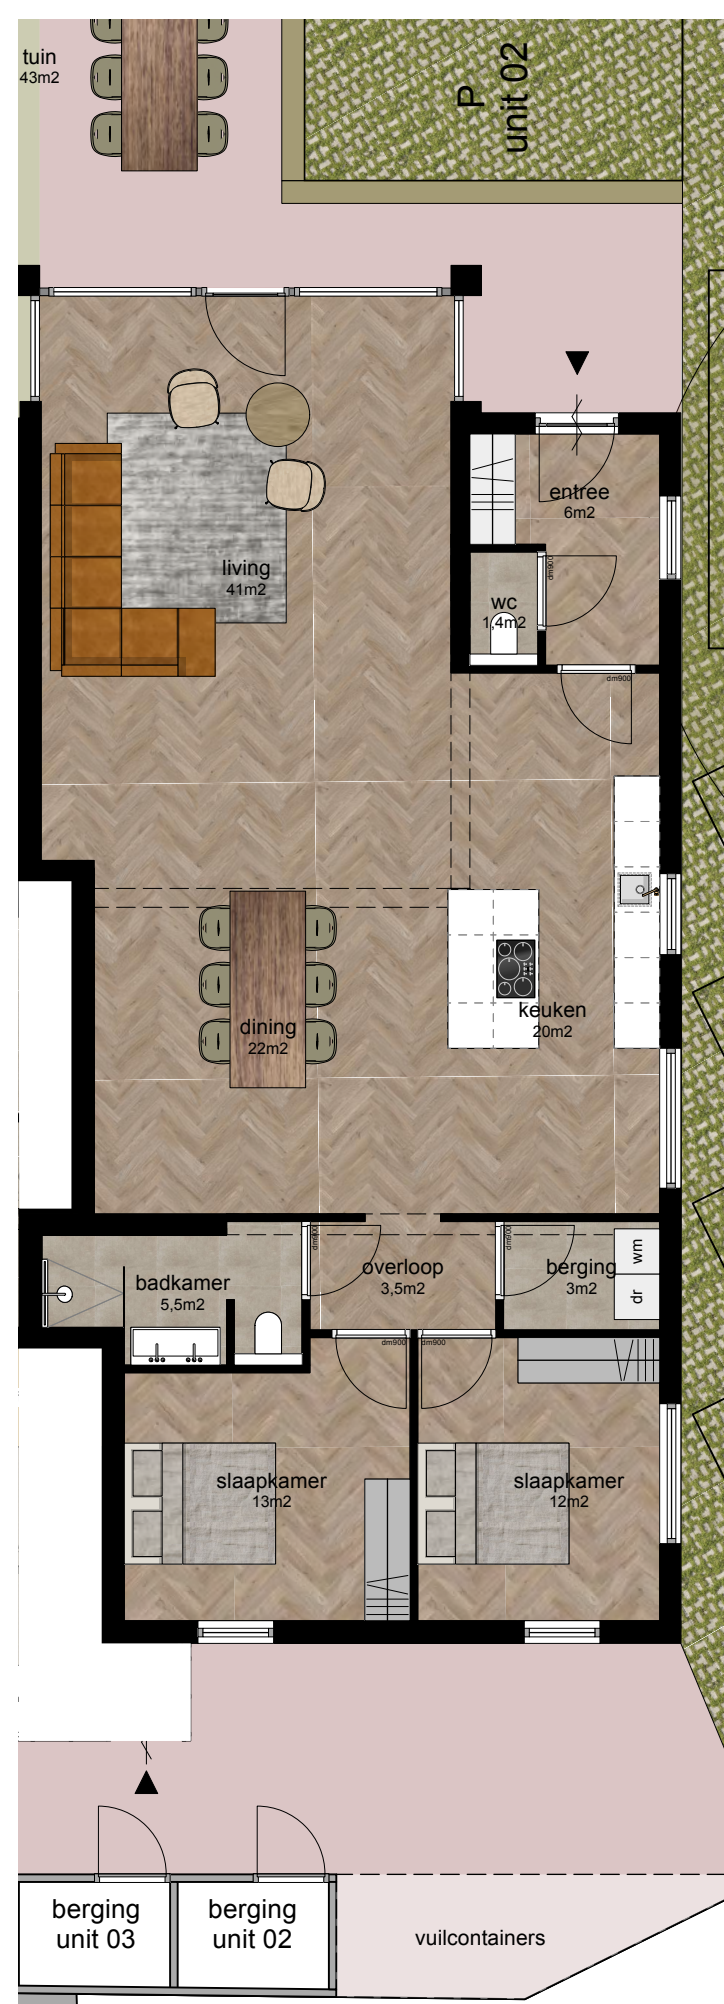 tuin
43m2
P
unit 02
entree
6m2
dm900
living
41m2
wc
1,4m2
dm900
keuken
20m2
dining
22m2
dm900
dm900
wm
overloop
3,5m2
berging
3m2
badkamer
5,5m2
dr
dm900
dm900
slaapkamer
13m2
slaapkamer
12m2
berging
unit 03
berging
unit 02
vuilcontainers